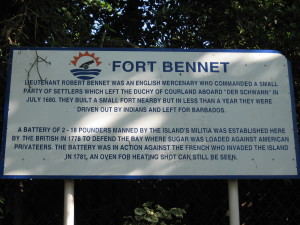 FORT BENNET
LIEUTENANT ROBERT BENNET WAS AN ENGLISH MERCENARY WHO COMMANDED A SMALL
PARTY OF SETTLERS WHICH LEFT THE DUCHY OF COURLAND ABOARD "DER SCHWANN" IN
JULY 1680. THEY BUILT A SMALL FORT NEARBY BUT IN LESS THAN A YEAR THEY WERE
DRIVEN OUT BY INDIANS AND LEFT FOR BARBADOS.
A BATTERY OF 2 - 18 POUNDERS MANNED BY THE ISLAND'S MILITIA WAS ESTABLISHED HERE
BY THE BRITISH IN 1778 TO DEFEND THE BAY WHERE SUGAR WAS LOADED AGAINST AMERICAN
PRIVATEERS. THE BATTERY WAS IN ACTION AGAINST THE FRENCH WHO INVADED THE ISLAND
IN 1781, AN OVEN FOR HEATING SHOT CAN STILL BE SEEN.